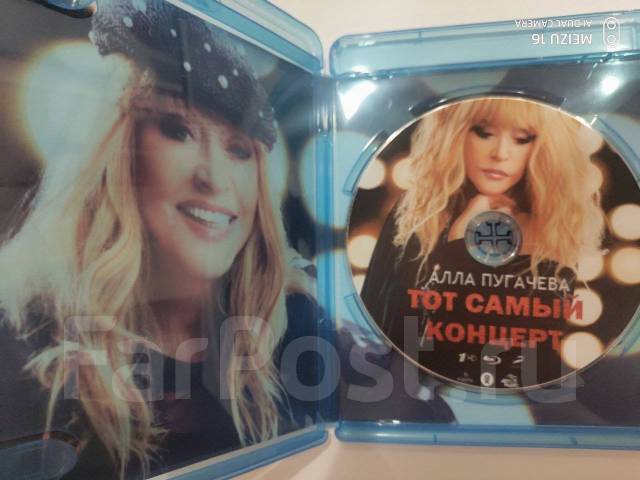 MEIZU 16
AI DUAL CAMERA
АЛЛА ПУГАЧЕВА
ТОТ САМЫЙ
КОНЦЕРТ
FarPost.ru